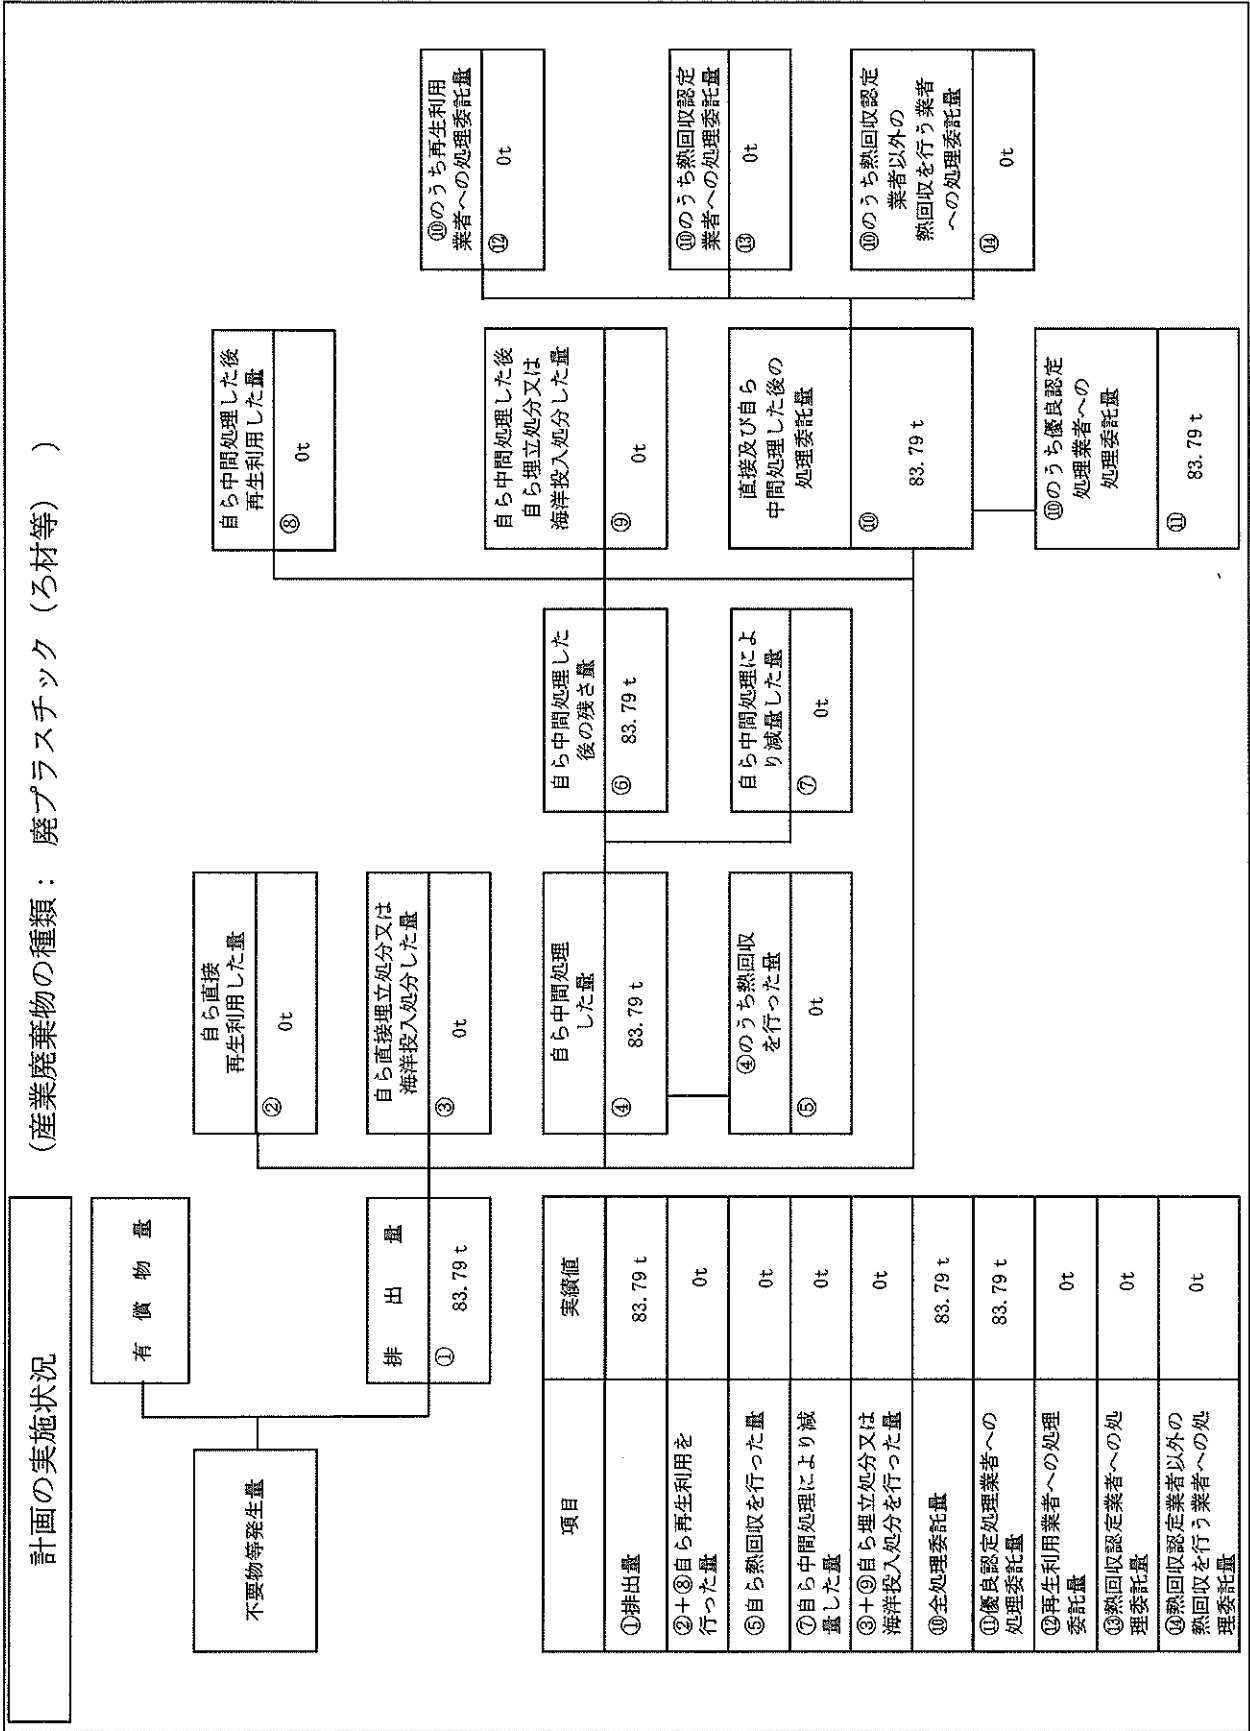 計画の実施状況
(産業廃棄物の種類： 廃プラスチック（ろ材等） )
不要物等発生量
有償物量
排出量
① 83.79 t
自ら直接
再生利用した量
② 0t
自ら直接埋立処分又は
海洋投入処分した量
③ 0t
自ら中間処理
した量
④ 83.79 t
④のうち熱回収
を行った量
⑤ 0t
自ら中間処理した
後の残さ量
⑥ 83.79 t
自ら中間処理によ
り減量した量
⑦ 0t
自ら中間処理した後
再生利用した量
⑧ 0t
自ら中間処理した後
自ら埋立処分又は
海洋投入処分した量
⑨ 0t
直接及び自ら
中間処理した後の
処理委託量
⑩ 83.79 t
⑩のうち優良認定
処理業者への
処理委託量
⑪ 83.79 t
⑩のうち再生利用
業者への処理委託量
⑫ 0t
⑩のうち熱回収認定
業者への処理委託量
⑬ 0t
⑩のうち熱回収認定
業者以外の
熱回収を行う業者
への処理委託量
⑭ 0t
項目 実績値
①排出量 83.79 t
②+⑧自ら再生利用を
行った量 0t
⑤自ら熱回収を行った量 0t
⑦自ら中間処理により減
量した量 0t
③+⑨自ら埋立処分又は
海洋投入処分を行った量 0t
⑩全処理委託量 83.79 t
⑪優良認定処理業者への
処理委託量 83.79 t
⑫再生利用業者への処理
委託量 0t
⑬熱回収認定業者への処
理委託量 0t
⑭熱回収認定業者以外の
熱回収を行う業者への処
理委託量 0t